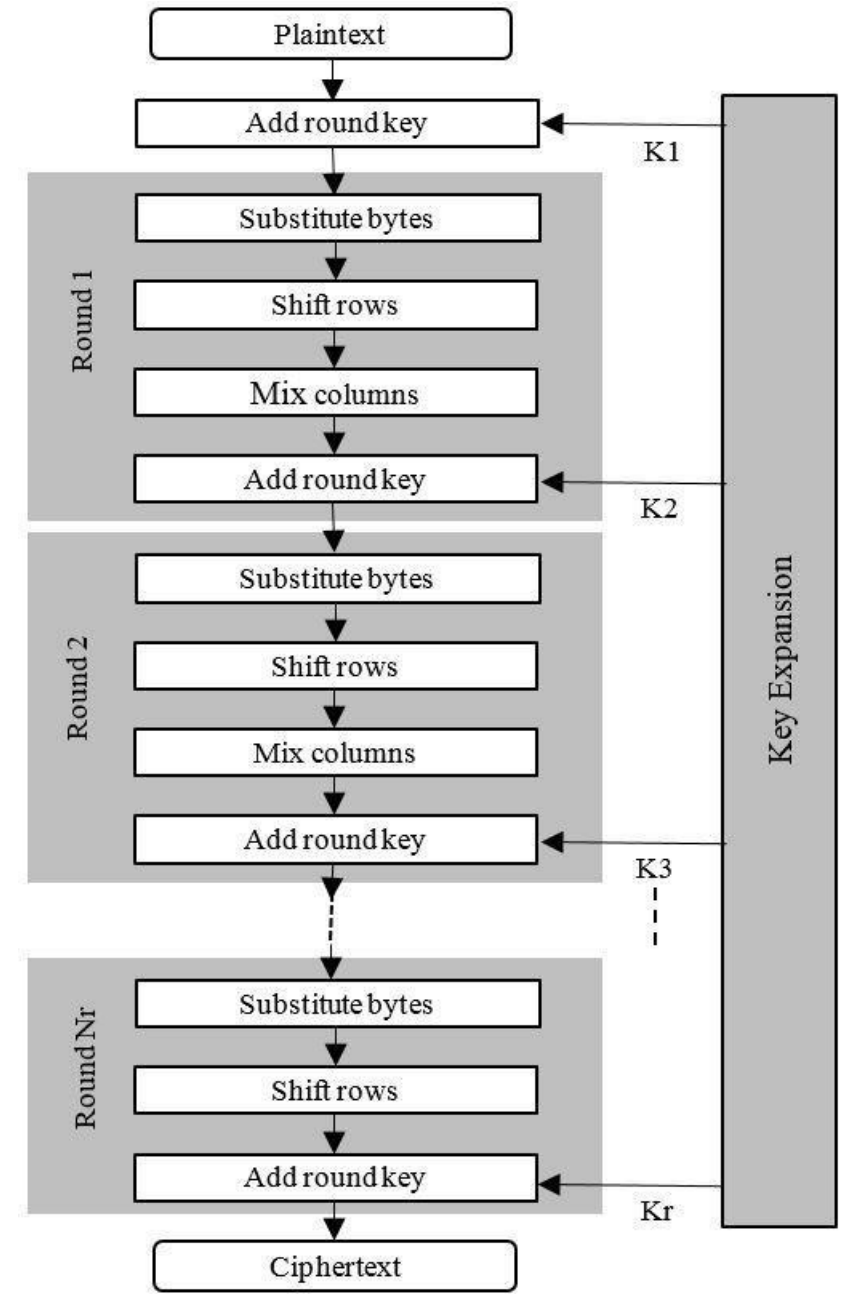 Plaintext
Add round key
K1
Round 1
Substitute bytes
Shift rows
Mix columns
Add round key
K2
Round 2
Substitute bytes
Shift rows
Mix columns
Add round key
K3
Key Expansion
Round Nr
Substitute bytes
Shift rows
Add round key
Kr
Ciphertext